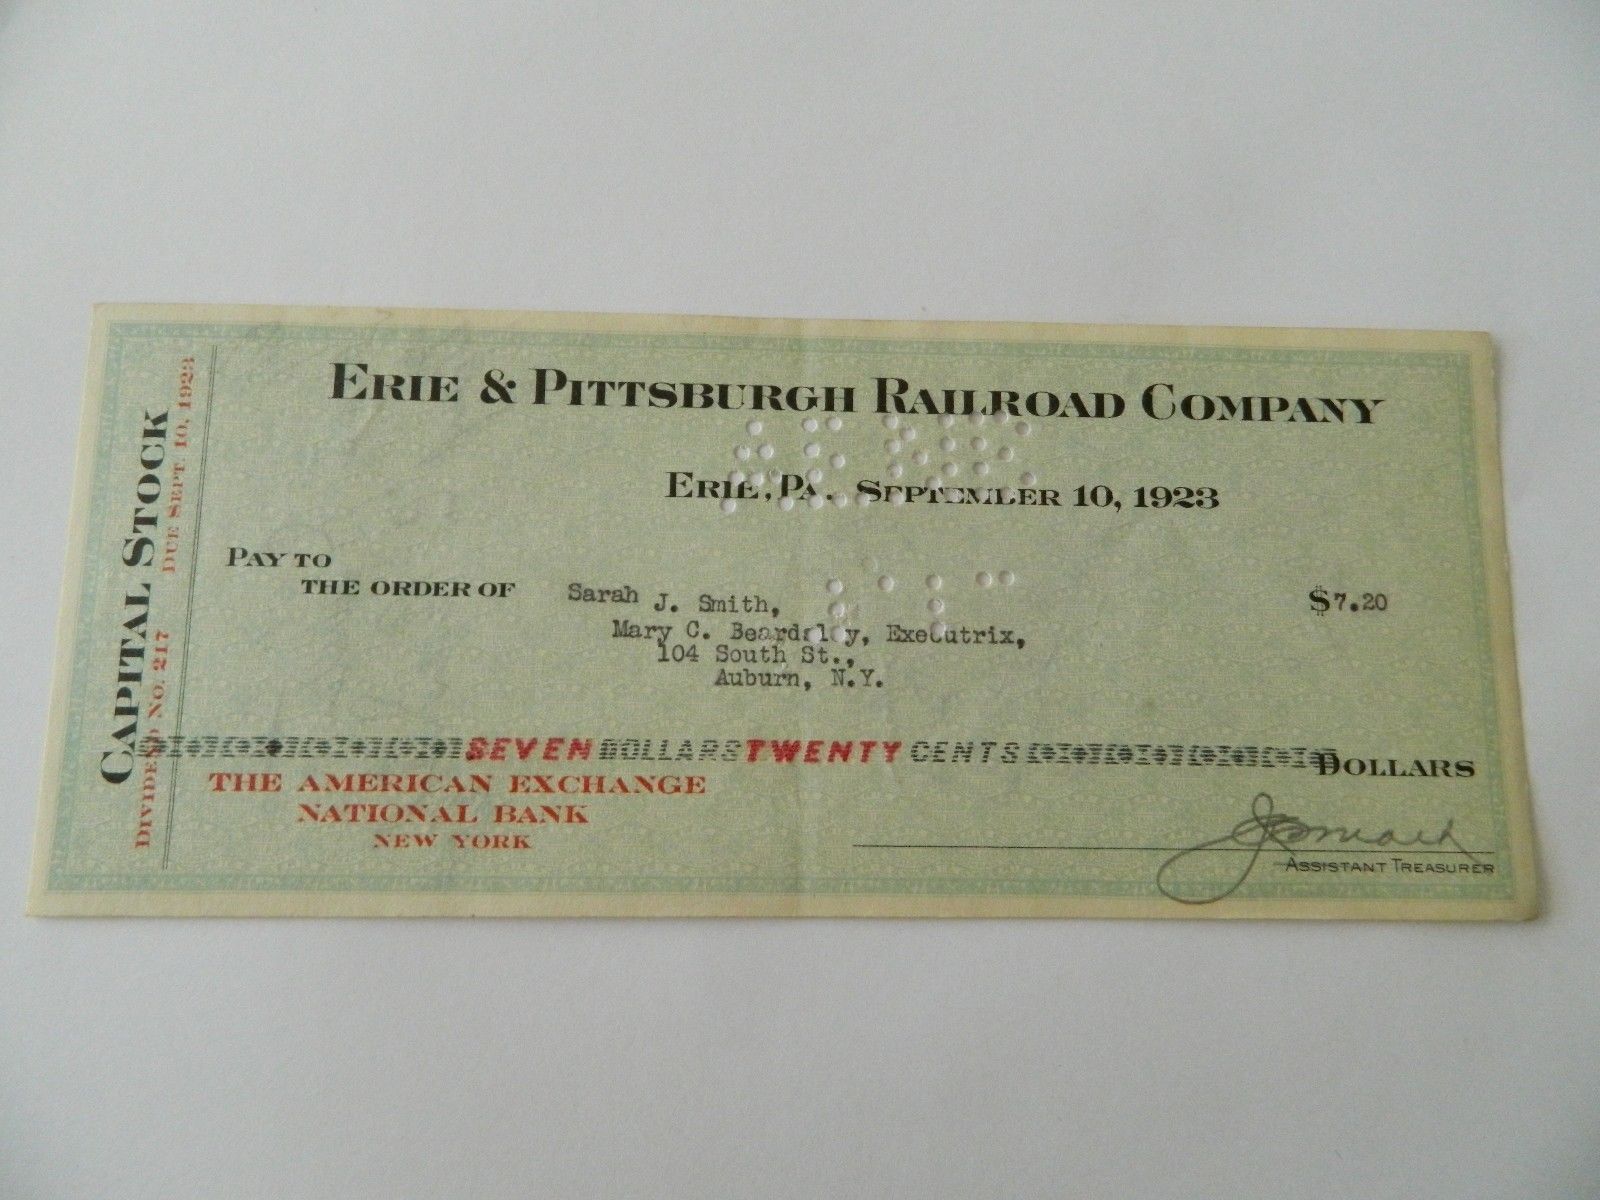 ERIE & PITTSBURGH RAILROAD COMPANY
ERIE, PA. SEPTEMBER 10, 1923
CAPITAL STOCK
DIVIDEND NO. 217 DUE SEPT. 10, 1923
PAY TO
THE ORDER OF Sarah J. Smith, $7.20
Mary C. Beardsley, Executrix,
104 South St.,
Auburn, N.Y.
SEVEN DOLLARS TWENTY CENTS DOLLARS
THE AMERICAN EXCHANGE
NATIONAL BANK
NEW YORK
ASSISTANT TREASURER